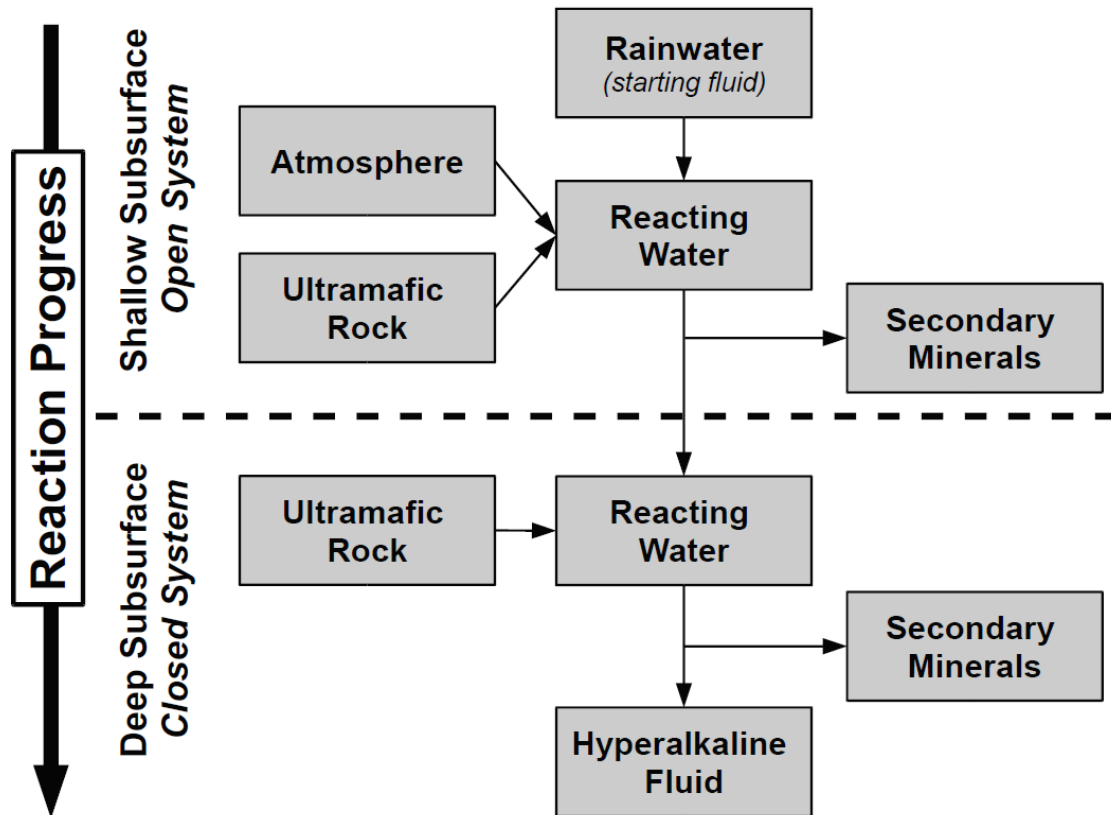 Reaction Progress
Shallow Subsurface
Open System
Rainwater
(starting fluid)
Atmosphere
Reacting
Water
Ultramafic
Rock
Secondary
Minerals
Deep Subsurface
Closed System
Ultramafic
Rock
Reacting
Water
Secondary
Minerals
Hyperalkaline
Fluid